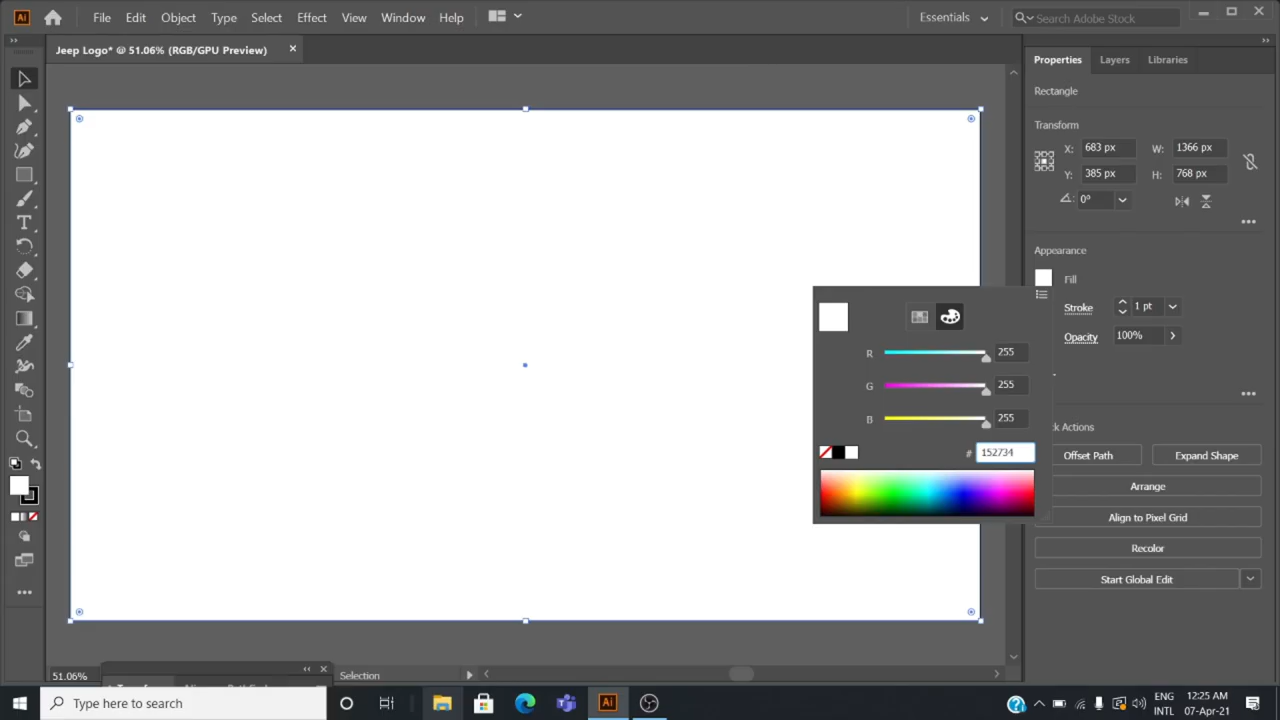 Ai File Edit Object Type Select Effect View Window Help Essentials Search Adobe Stock
Jeep Logo* @ 51.06% (RGB/GPU Preview)
Properties Layers Libraries
Rectangle
Transform
X: 683 px W: 1366 px
Y: 385 px H: 768 px
0°
Appearance
Fill
Stroke 1 pt
Opacity 100%
R 255
G 255
B 255
# 152734
ck Actions
Offset Path Expand Shape
Arrange
Align to Pixel Grid
Recolor
Start Global Edit
T
51.06% Selection
Type here to search
Ai
ENG 12:25 AM
INTL 07-Apr-21